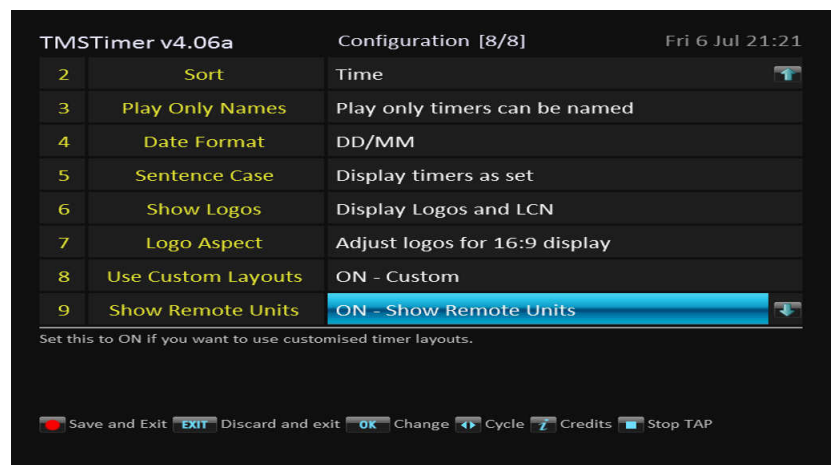 TMSTimer v4.06a Configuration [8/8] Fri 6 Jul 21:21
2 Sort Time
3 Play Only Names Play only timers can be named
4 Date Format DD/MM
5 Sentence Case Display timers as set
6 Show Logos Display Logos and LCN
7 Logo Aspect Adjust logos for 16:9 display
8 Use Custom Layouts ON - Custom
9 Show Remote Units ON - Show Remote Units
Set this to ON if you want to use customised timer layouts.
Save and Exit EXIT Discard and exit OK Change Cycle i Credits Stop TAP